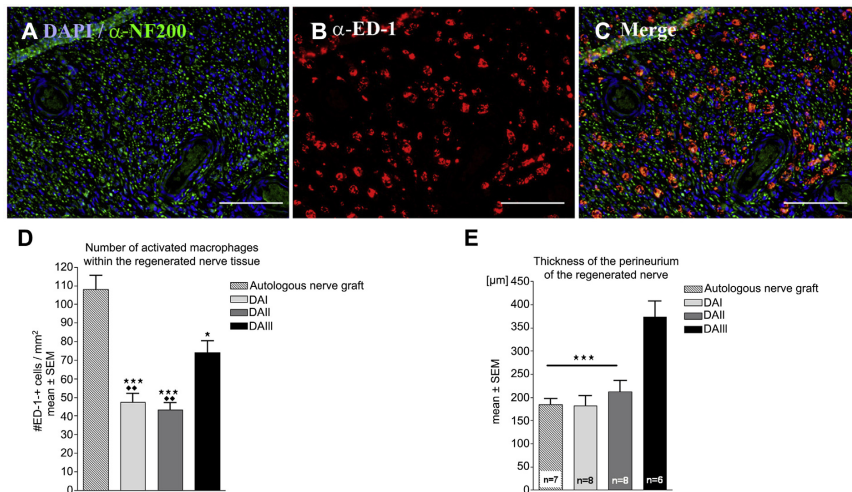 A DAPI / α-NF200
B α-ED-1
C Merge
D
Number of activated macrophages
within the regenerated nerve tissue
#ED-1-+ cells / mm²
mean ± SEM
120
110
100
90
80
70
60
50
40
30
20
10
0
***
◆◆
***
◆◆
*
Autologous nerve graft
DAI
DAII
DAIII
E
Thickness of the perineurium
of the regenerated nerve
[µm]
mean ± SEM
450
400
350
300
250
200
150
100
50
0
***
n=7
n=8
n=8
n=6
Autologous nerve graft
DAI
DAII
DAIII